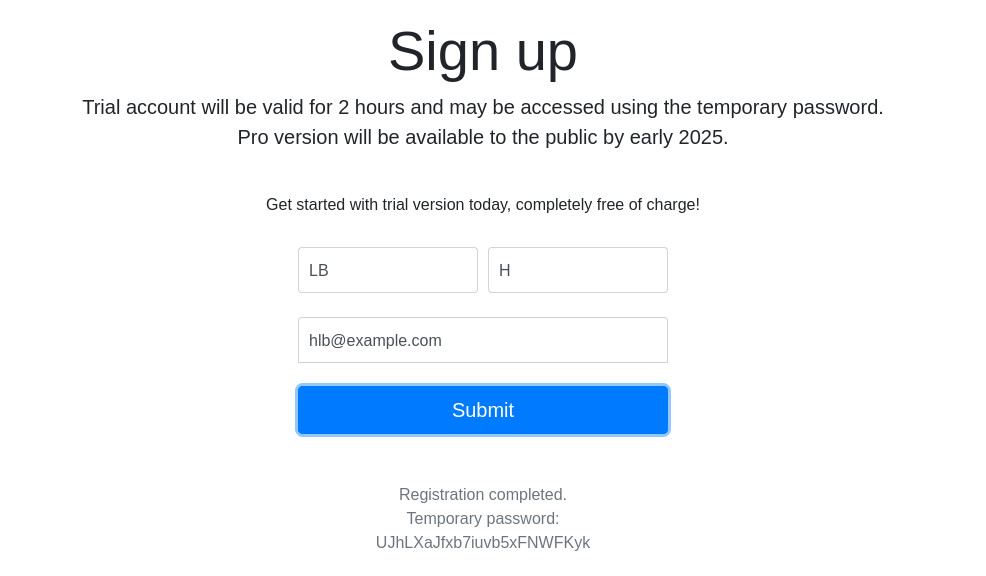 Sign up
Trial account will be valid for 2 hours and may be accessed using the temporary password.
Pro version will be available to the public by early 2025.
Get started with trial version today, completely free of charge!
LB H
hlb@example.com
Submit
Registration completed.
Temporary password:
UJhLXaJfxb7iuvb5xFNWFKyk